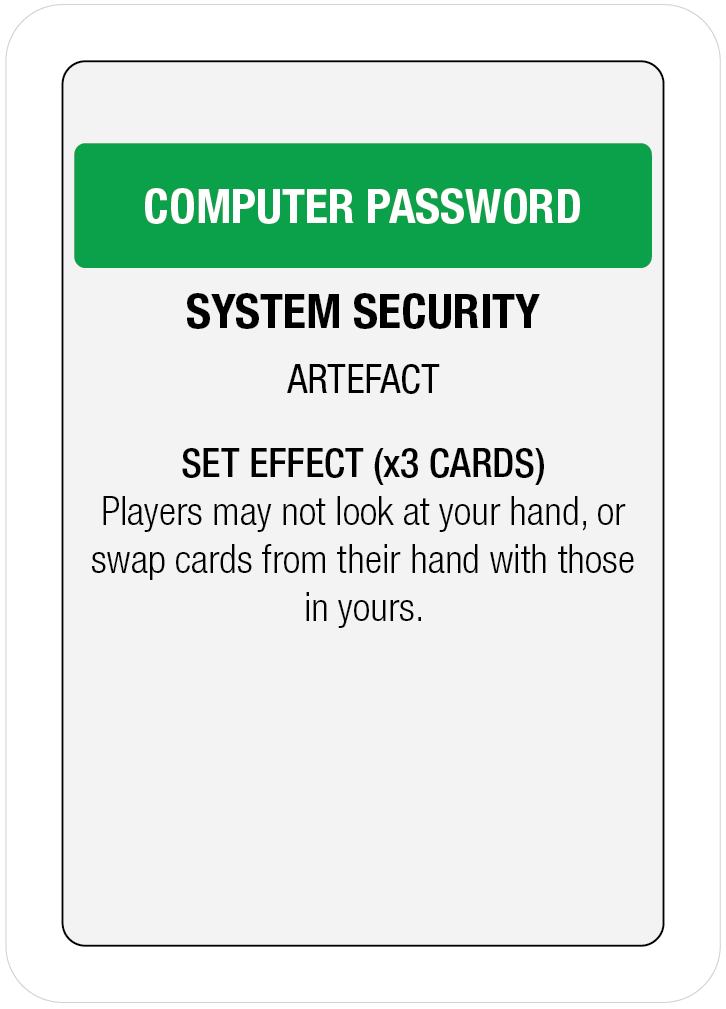 COMPUTER PASSWORD
SYSTEM SECURITY
ARTEFACT
SET EFFECT (x3 CARDS)
Players may not look at your hand, or
swap cards from their hand with those
in yours.